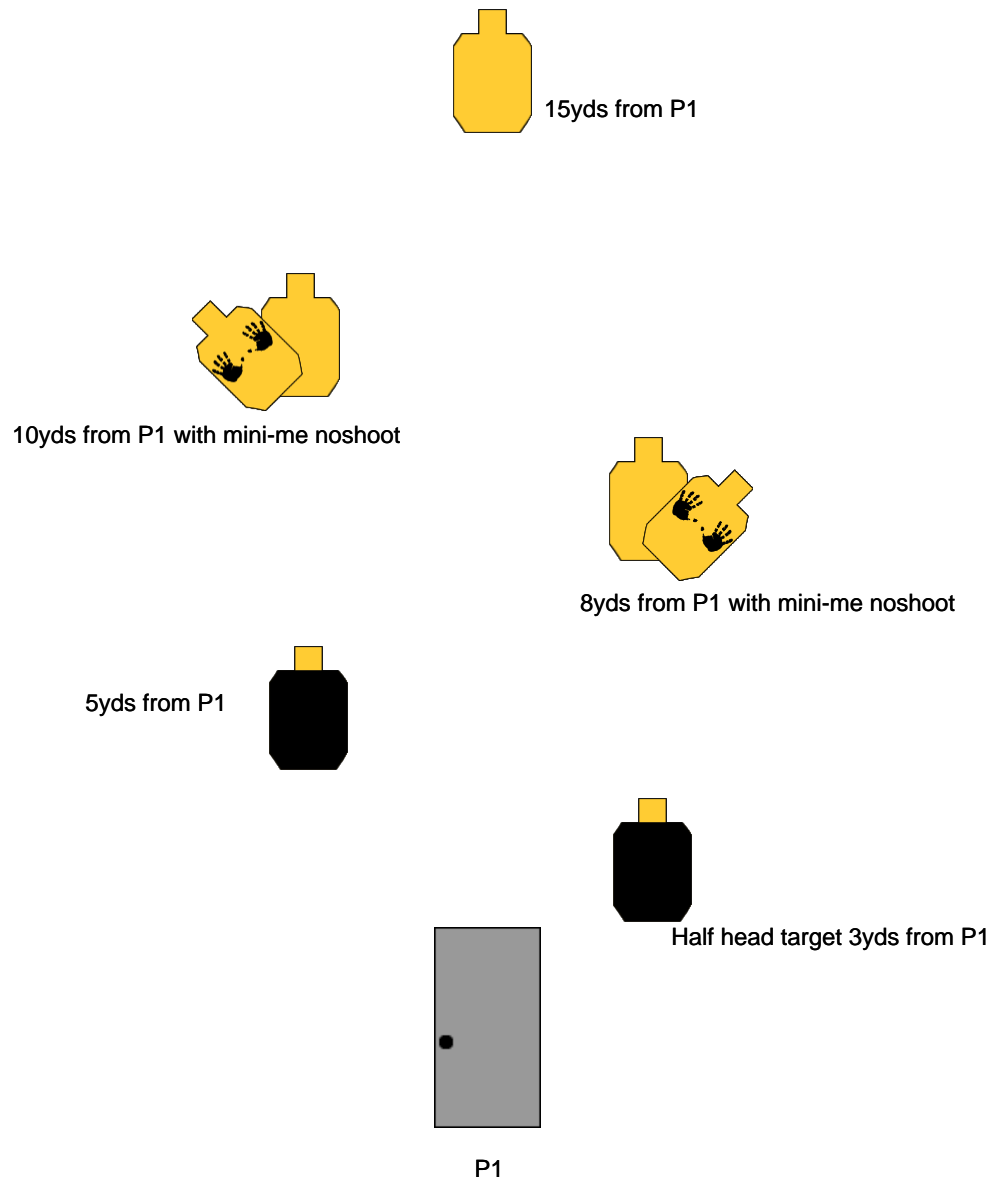 15yds from P1
10yds from P1 with mini-me noshoot
8yds from P1 with mini-me noshoot
5yds from P1
Half head target 3yds from P1
P1